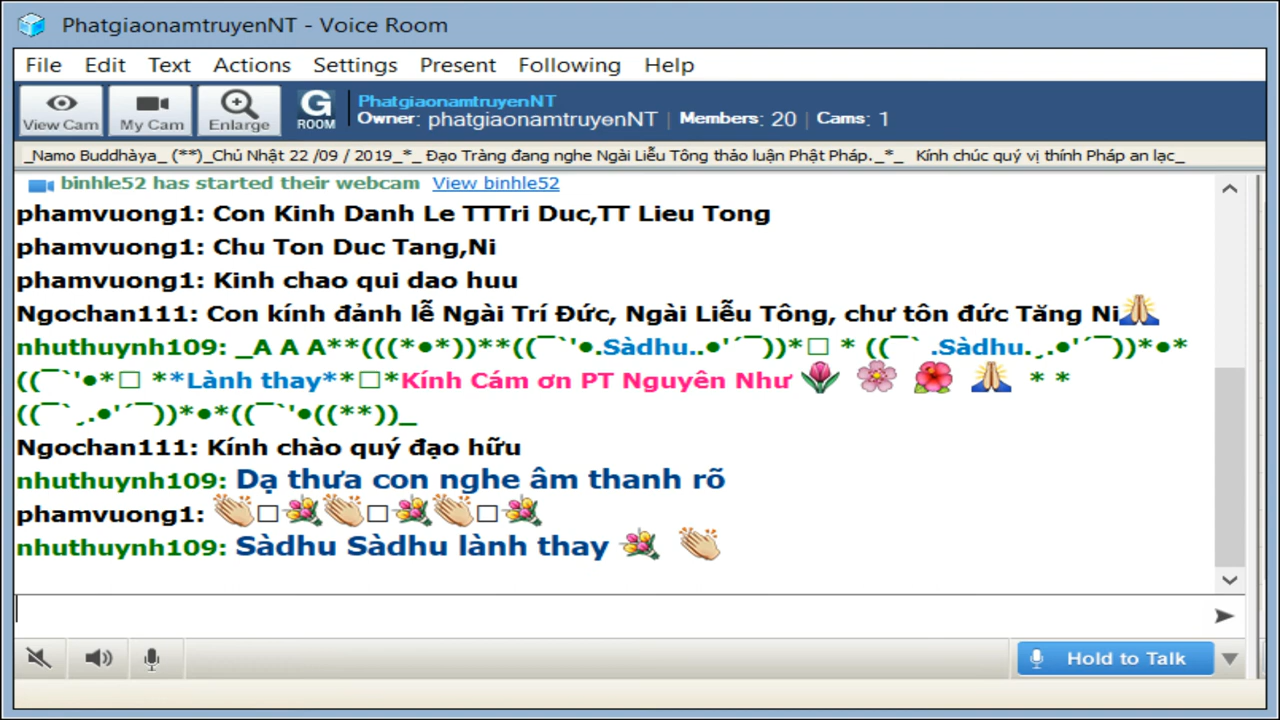 PhatgiaonamtruyenNT - Voice Room
File Edit Text Actions Settings Present Following Help
View Cam My Cam Enlarge G ROOM PhatgiaonamtruyenNT
Owner: phatgiaonamtruyenNT | Members: 20 | Cams: 1
_Namo Buddhàya_ (**)_Chủ Nhật 22 /09 / 2019_*_ Đạo Tràng đang nghe Ngài Liễu Tông thảo luận Phật Pháp._*_ Kính chúc quý vị thính Pháp an lạc_
binhle52 has started their webcam View binhle52
phamvuong1: Con Kinh Danh Le TTTri Duc,TT Lieu Tong
phamvuong1: Chu Ton Duc Tang,Ni
phamvuong1: Kinh chao qui dao huu
Ngochan111: Con kính đảnh lễ Ngài Trí Đức, Ngài Liễu Tông, chư tôn đức Tăng Ni🙏
nhuthuynh109: _A A A**(((*●*))**((¯`'●.Sàdhu..●'´¯))*□ * ((¯` .Sàdhu.¸.●'´¯))*●*
((¯`'●*□ **Lành thay**□*Kính Cám ơn PT Nguyên Như 🌷 🌸 🌺 🙏 * *
((¯`¸.●'´¯))*●*((¯`'●((**))_
Ngochan111: Kính chào quý đạo hữu
nhuthuynh109: Dạ thưa con nghe âm thanh rõ
phamvuong1: 👏□💐👏□💐👏□💐
nhuthuynh109: Sàdhu Sàdhu lành thay 💐 👏
Hold to Talk